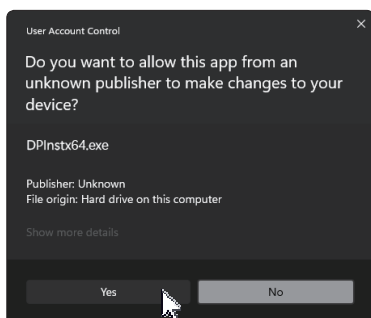 User Account Control
Do you want to allow this app from an
unknown publisher to make changes to your
device?
DPInstx64.exe
Publisher: Unknown
File origin: Hard drive on this computer
Show more details
Yes
No